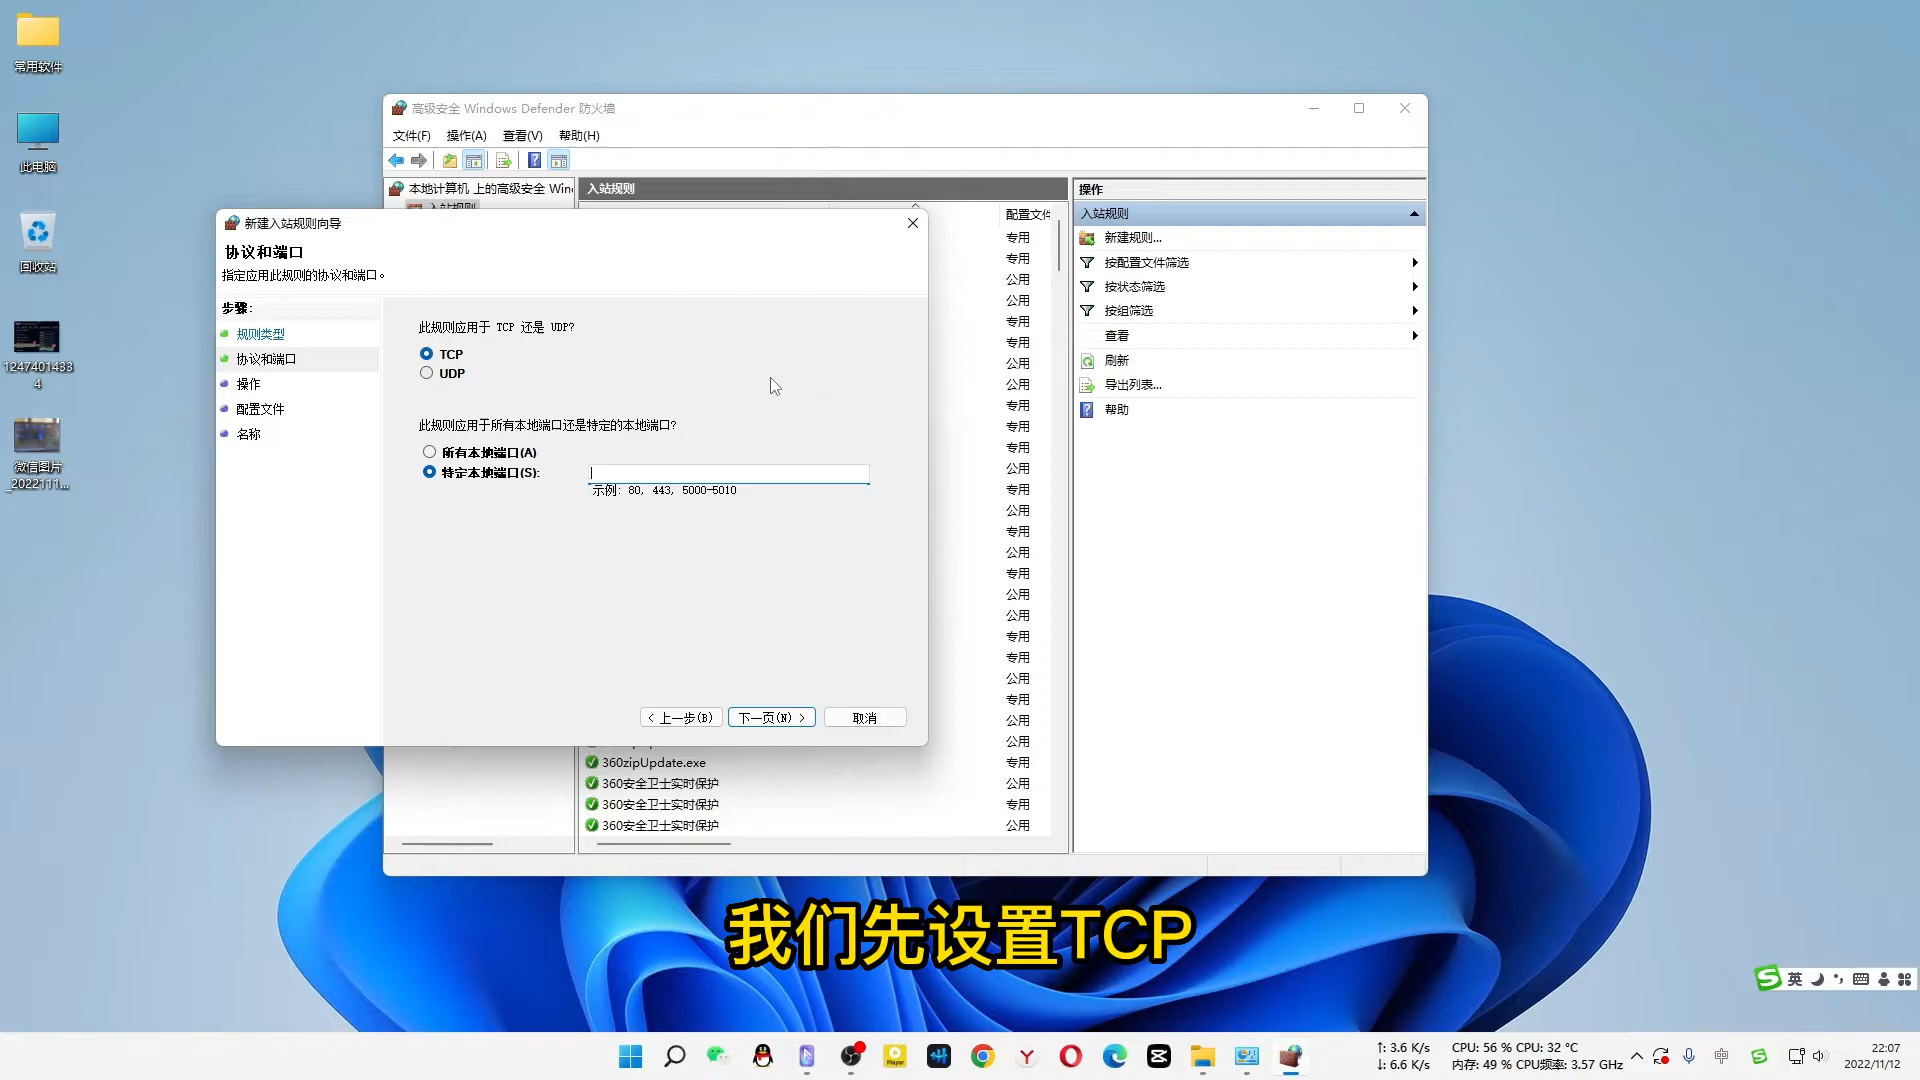 常用软件
此电脑
回收站
1247401433
4
微信图片
_2022111...
高级安全 Windows Defender 防火墙
文件(F) 操作(A) 查看(V) 帮助(H)
本地计算机 上的高级安全 Win
入站规则
入站规则
配置文件
专用
专用
公用
公用
专用
专用
公用
公用
专用
专用
专用
公用
专用
公用
专用
公用
专用
公用
公用
专用
专用
公用
专用
公用
公用
360zipUpdate.exe 专用
360安全卫士实时保护 公用
360安全卫士实时保护 专用
360安全卫士实时保护 公用
操作
入站规则
新建规则...
按配置文件筛选
按状态筛选
按组筛选
查看
刷新
导出列表...
帮助
新建入站规则向导
协议和端口
指定应用此规则的协议和端口。
步骤:
规则类型
协议和端口
操作
配置文件
名称
此规则应用于 TCP 还是 UDP?
TCP
UDP
此规则应用于所有本地端口还是特定的本地端口?
所有本地端口(A)
特定本地端口(S):
示例: 80, 443, 5000-5010
< 上一步(B) 下一页(N) > 取消
我们先设置TCP
英
Player
↑: 3.6 K/s
↓: 6.6 K/s
CPU: 56 % CPU: 32 °C
内存: 49 % CPU频率: 3.57 GHz
中
22:07
2022/11/12